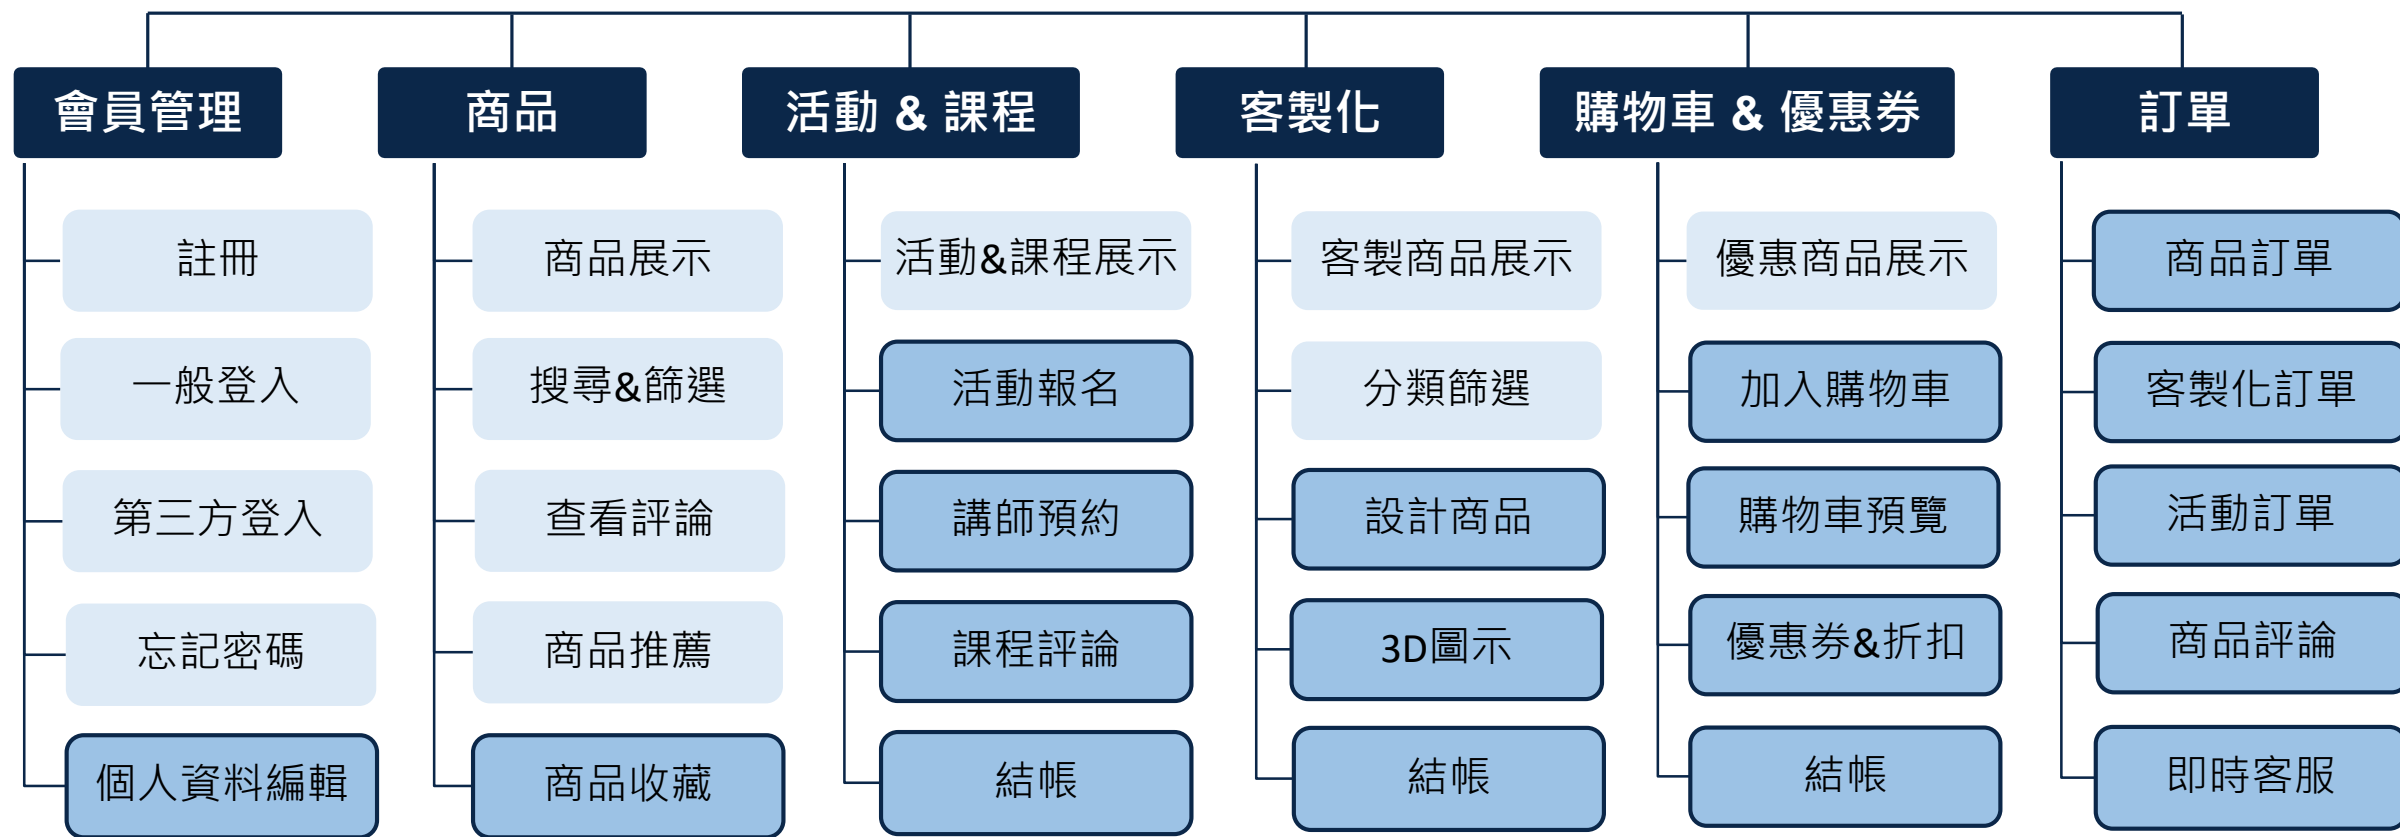 會員管理
註冊
一般登入
第三方登入
忘記密碼
個人資料編輯
商品
商品展示
搜尋&篩選
查看評論
商品推薦
商品收藏
活動 & 課程
活動&課程展示
活動報名
講師預約
課程評論
結帳
客製化
客製商品展示
分類篩選
設計商品
3D圖示
結帳
購物車 & 優惠券
優惠商品展示
加入購物車
購物車預覽
優惠券&折扣
結帳
訂單
商品訂單
客製化訂單
活動訂單
商品評論
即時客服